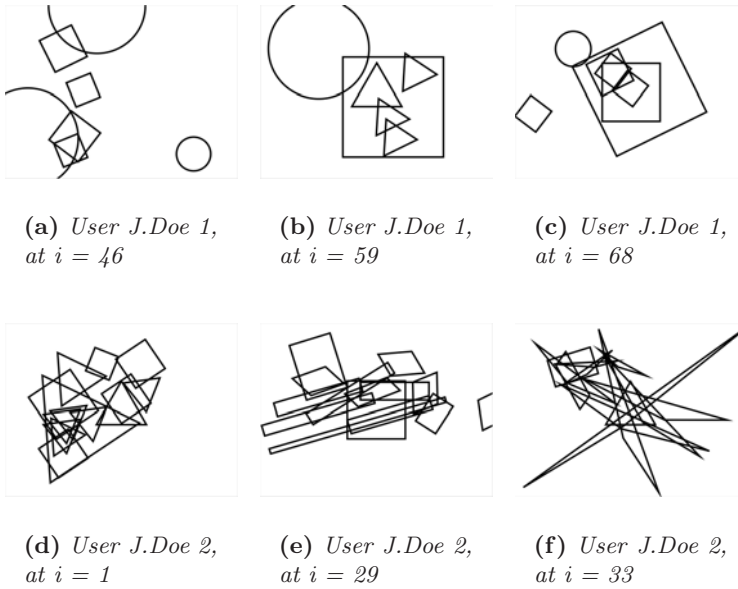 (a) User J.Doe 1,
at i = 46
(b) User J.Doe 1,
at i = 59
(c) User J.Doe 1,
at i = 68
(d) User J.Doe 2,
at i = 1
(e) User J.Doe 2,
at i = 29
(f) User J.Doe 2,
at i = 33